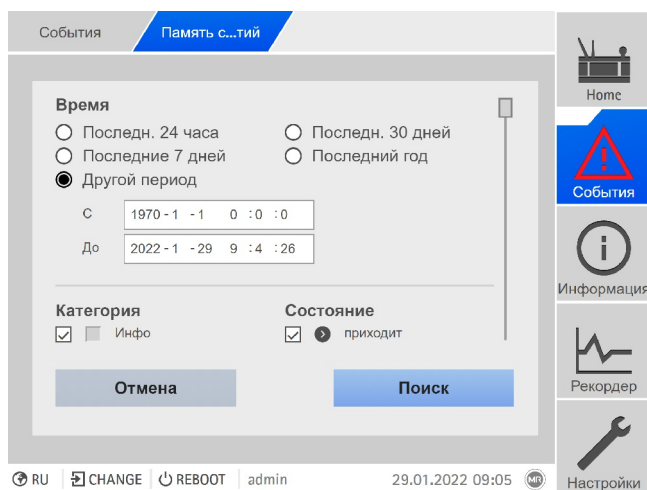 События
Память с...тий
Home
Время
Последн. 24 часа
Последн. 30 дней
Последние 7 дней
Последний год
Другой период
С
1970 - 1 - 1 0 : 0 : 0
До
2022 - 1 - 29 9 : 4 : 26
События
Информация
Категория
Состояние
Инфо
приходит
Отмена
Поиск
Рекордер
RU
CHANGE
REBOOT
admin
29.01.2022 09:05
MR
Настройки